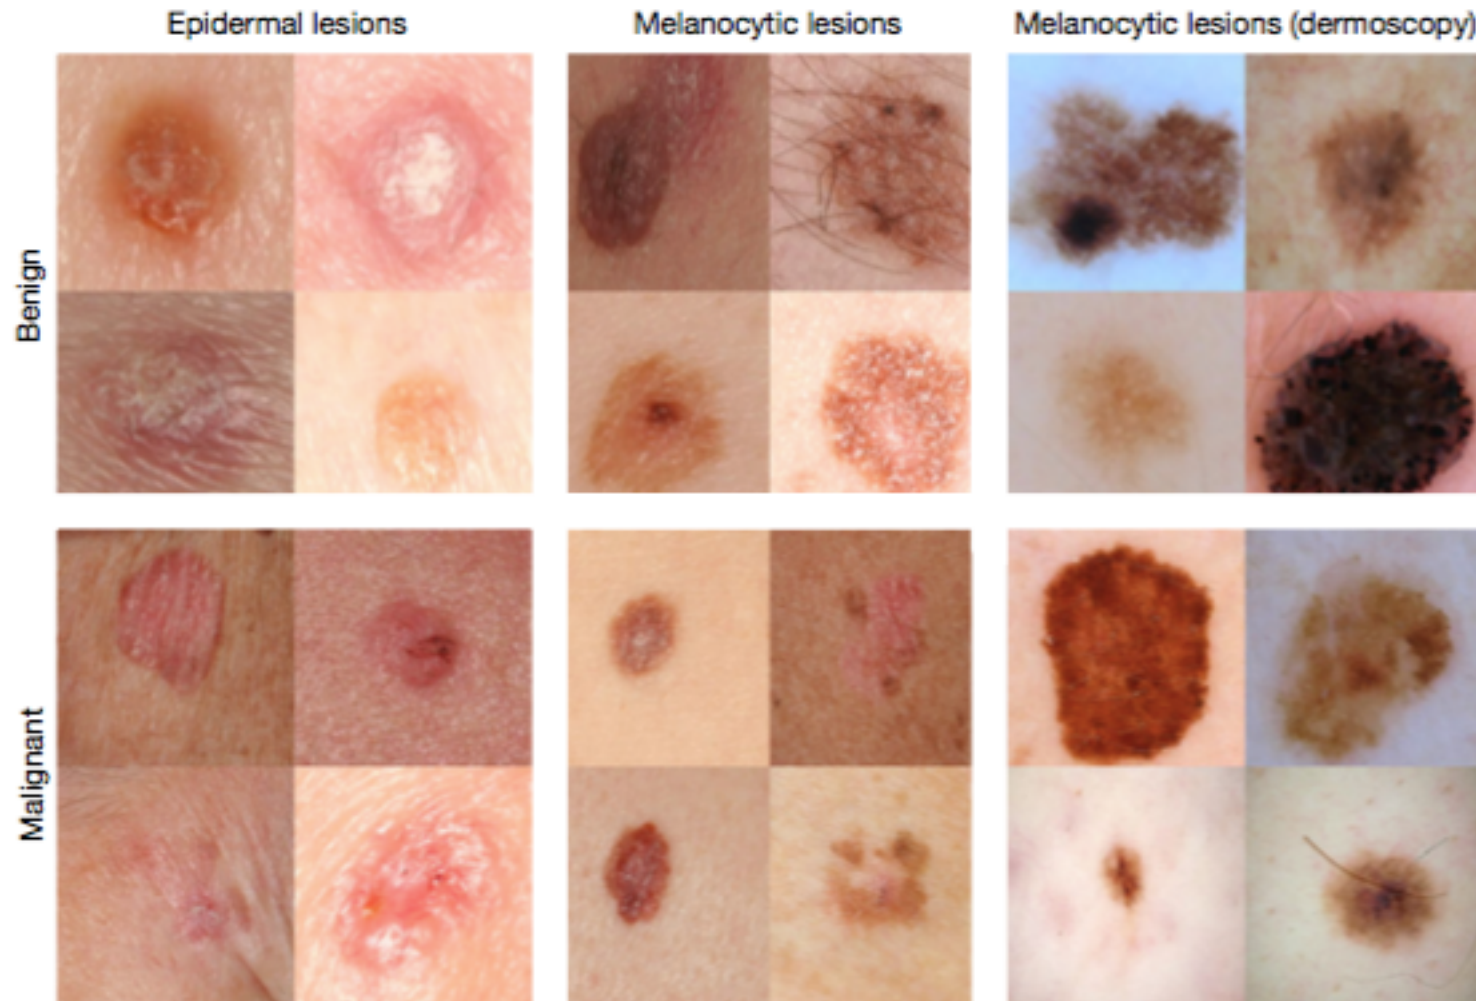 Epidermal lesions
Melanocytic lesions
Melanocytic lesions (dermoscopy)
Benign
Malignant